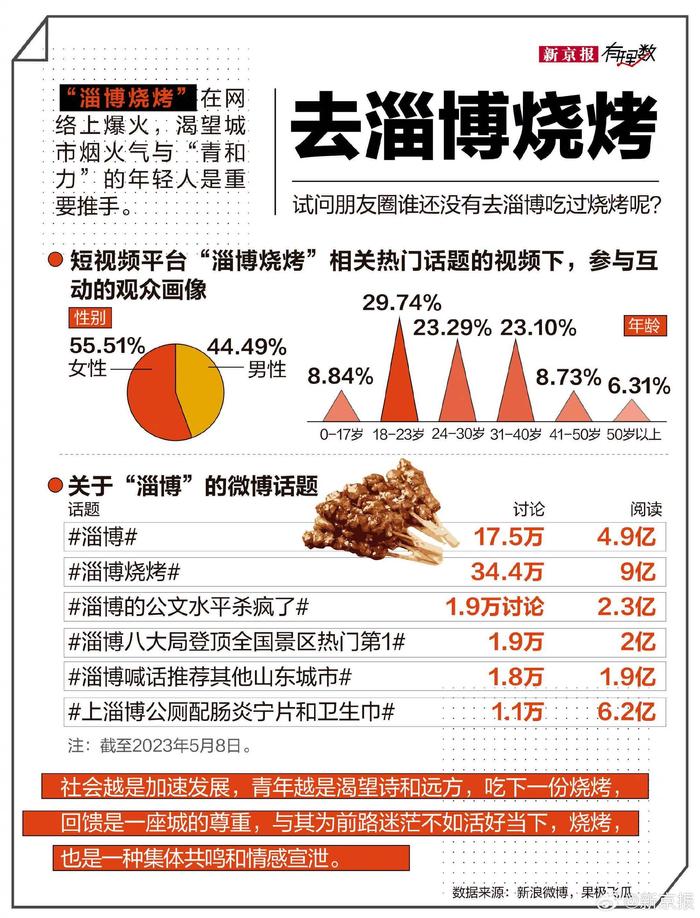 新京报 有理数
“淄博烧烤”在网
络上爆火，渴望城
市烟火气与“青和
力”的年轻人是重
要推手。
去淄博烧烤
试问朋友圈谁还没有去淄博吃过烧烤呢?
短视频平台“淄博烧烤”相关热门话题的视频下，参与互
动的观众画像
性别
55.51%
女性
44.49%
男性
年龄
8.84%
29.74%
23.29%
23.10%
8.73%
6.31%
0-17岁 18-23岁 24-30岁 31-40岁 41-50岁 50岁以上
关于“淄博”的微博话题
话题 讨论 阅读
#淄博# 17.5万 4.9亿
#淄博烧烤# 34.4万 9亿
#淄博的公文水平杀疯了# 1.9万讨论 2.3亿
#淄博八大局登顶全国景区热门第1# 1.9万 2亿
#淄博喊话推荐其他山东城市# 1.8万 1.9亿
#上淄博公厕配肠炎宁片和卫生巾# 1.1万 6.2亿
注：截至2023年5月8日。
社会越是加速发展，青年越是渴望诗和远方，吃下一份烧烤，
回馈是一座城的尊重，与其为前路迷茫不如活好当下，烧烤，
也是一种集体共鸣和情感宣泄。
数据来源：新浪微博，果极飞瓜
@新京报